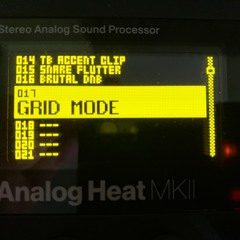 Stereo Analog Sound Processor
014 TB ACCENT CLIP
015 SNARE FLUTTER
016 BRUTAL DNB
017
GRID MODE
018 ---
019 ---
020 ---
021 ---
Analog Heat MKII